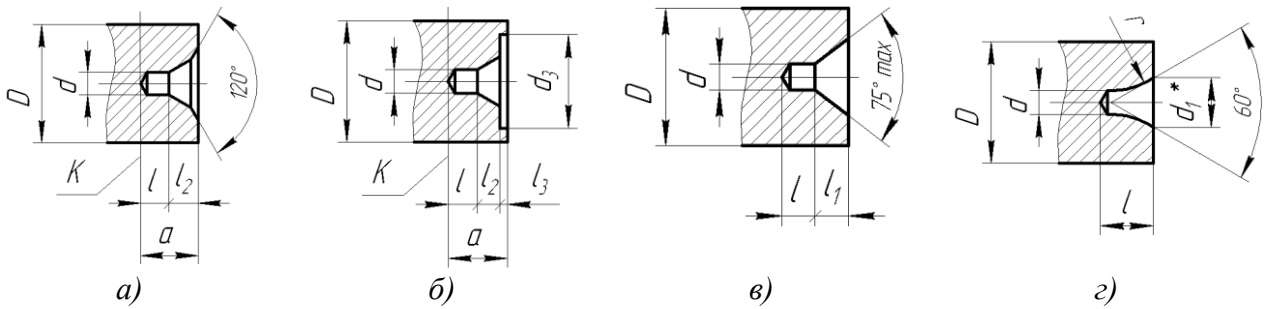 D
d
120°
K
l
l₂
a
а)
D
d
d₃
K
l
l₂
l₃
a
б)
D
d
75° max
l
l₁
в)
D
d
r
d₁*
60°
l
г)